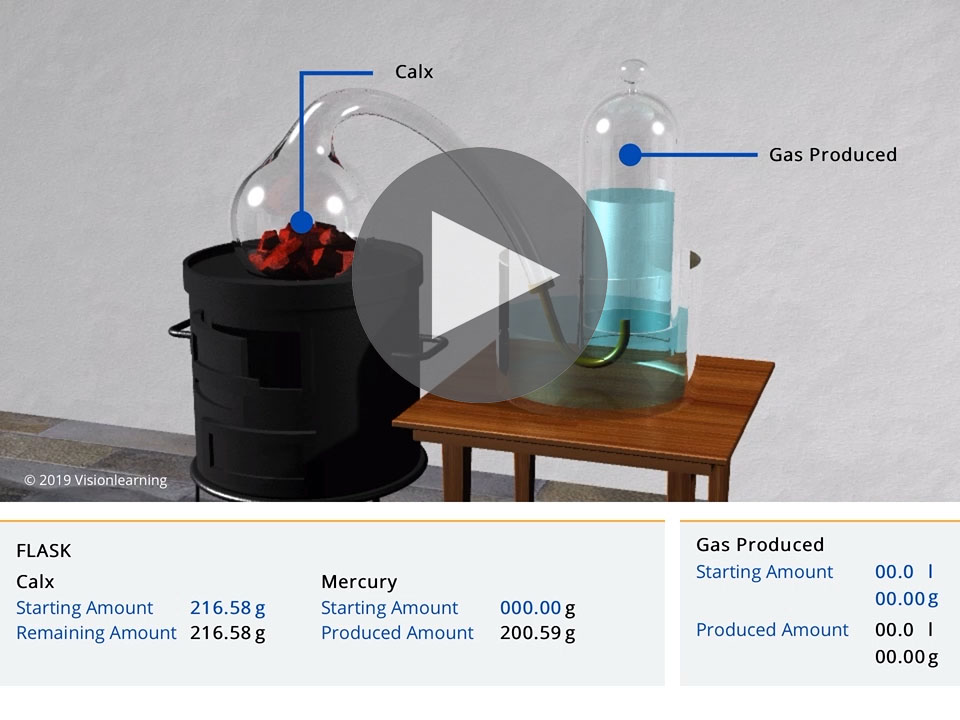 Calx
Gas Produced
© 2019 Visionlearning
FLASK
Calx
Starting Amount 216.58 g
Remaining Amount 216.58 g
Mercury
Starting Amount 000.00 g
Produced Amount 200.59 g
Gas Produced
Starting Amount 00.0 l
00.00 g
Produced Amount 00.0 l
00.00 g